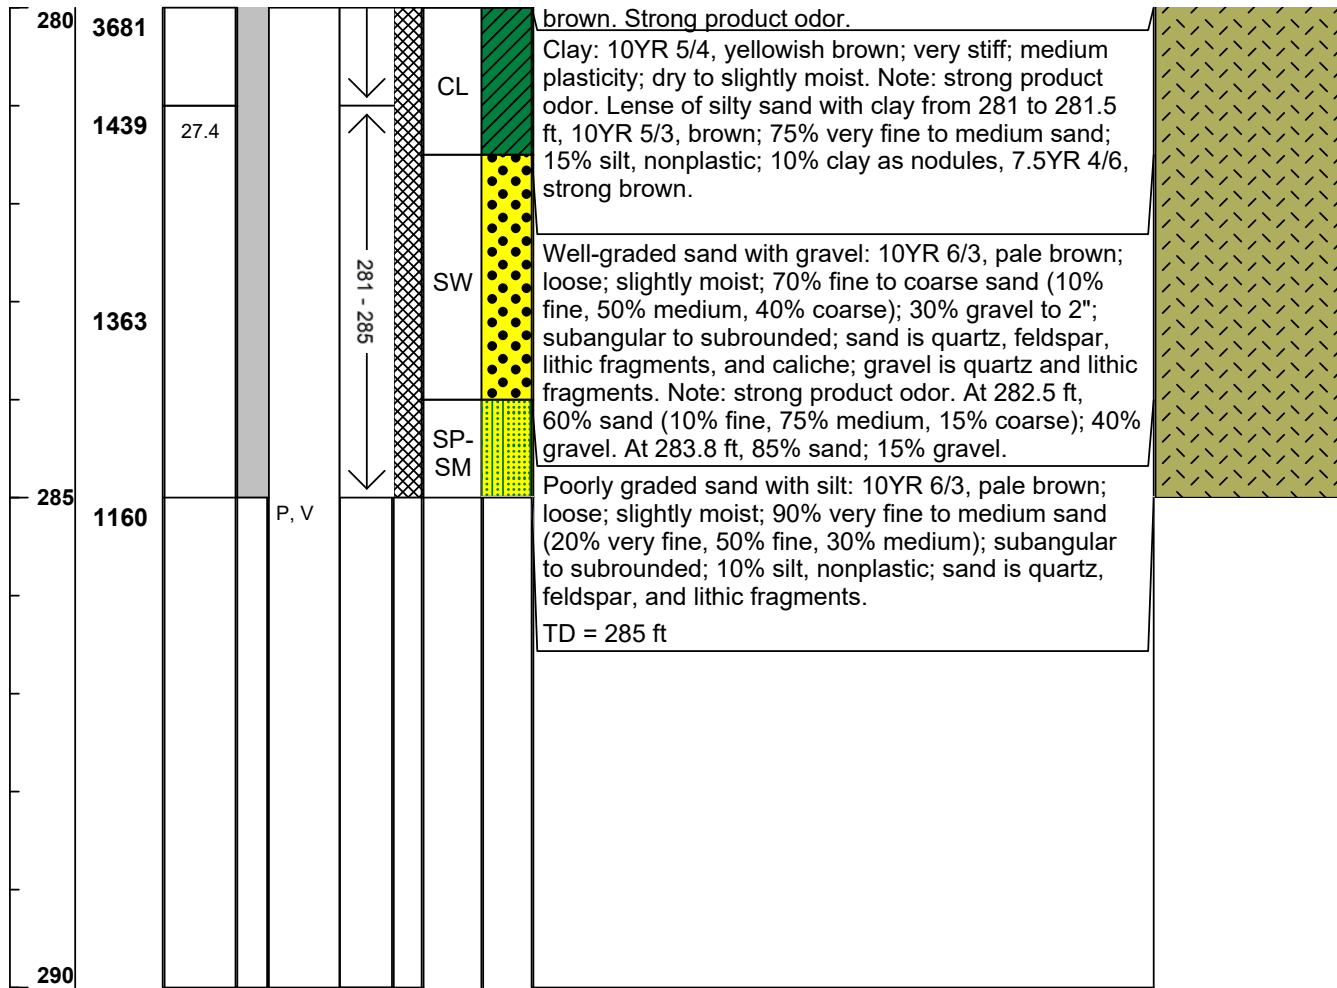 280
3681
1439
27.4
1363
285
1160
P, V
281 - 285
CL
SW
SP-
SM
brown. Strong product odor.
Clay: 10YR 5/4, yellowish brown; very stiff; medium
plasticity; dry to slightly moist. Note: strong product
odor. Lense of silty sand with clay from 281 to 281.5
ft, 10YR 5/3, brown; 75% very fine to medium sand;
15% silt, nonplastic; 10% clay as nodules, 7.5YR 4/6,
strong brown.
Well-graded sand with gravel: 10YR 6/3, pale brown;
loose; slightly moist; 70% fine to coarse sand (10%
fine, 50% medium, 40% coarse); 30% gravel to 2";
subangular to subrounded; sand is quartz, feldspar,
lithic fragments, and caliche; gravel is quartz and lithic
fragments. Note: strong product odor. At 282.5 ft,
60% sand (10% fine, 75% medium, 15% coarse); 40%
gravel. At 283.8 ft, 85% sand; 15% gravel.
Poorly graded sand with silt: 10YR 6/3, pale brown;
loose; slightly moist; 90% very fine to medium sand
(20% very fine, 50% fine, 30% medium); subangular
to subrounded; 10% silt, nonplastic; sand is quartz,
feldspar, and lithic fragments.
TD = 285 ft
290